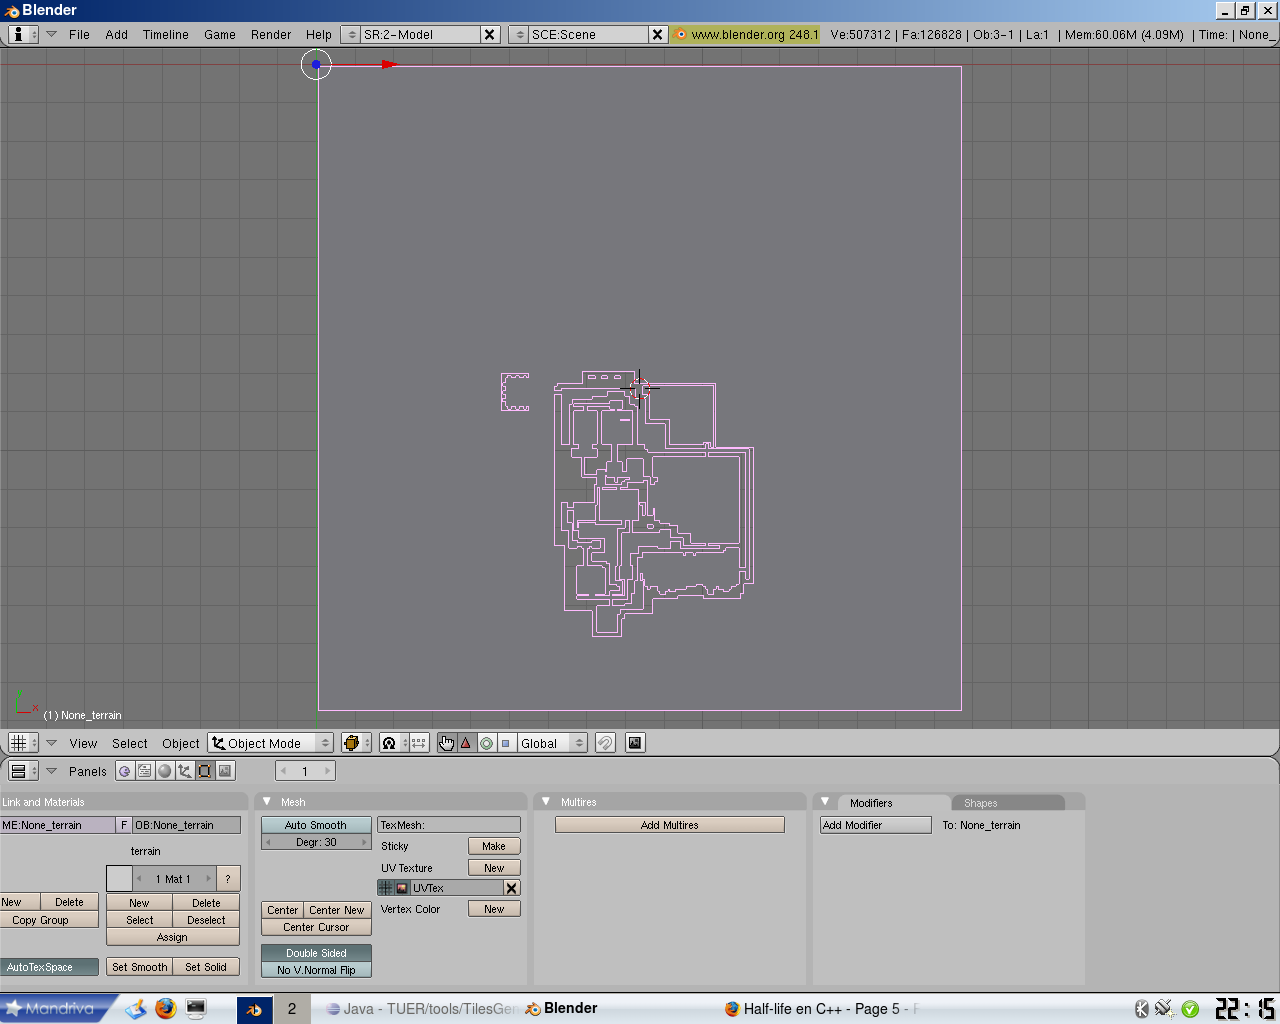 Blender
File Add Timeline Game Render Help SR:2-Model SCE:Scene www.blender.org 248.1 Ve:507312 | Fa:126828 | Ob:3-1 | La:1 | Mem:60.06M (4.09M) | Time: | None_
x
(1) None_terrain
View Select Object Object Mode Global
Panels 1
Link and Materials
ME:None_terrain F OB:None_terrain
terrain
1 Mat 1 ?
New Delete New Delete
Copy Group Select Deselect
Assign
AutoTexSpace Set Smooth Set Solid
Mesh
Auto Smooth TexMesh:
Degr: 30 Sticky Make
UV Texture New
UVTex
Center Center New Vertex Color New
Center Cursor
Double Sided
No V.Normal Flip
Multires
Add Multires
Modifiers Shapes
Add Modifier To: None_terrain
Mandriva 2 Java - TUER/tools/TilesGen Blender Half-life en C++ - Page 5 - F 22:15